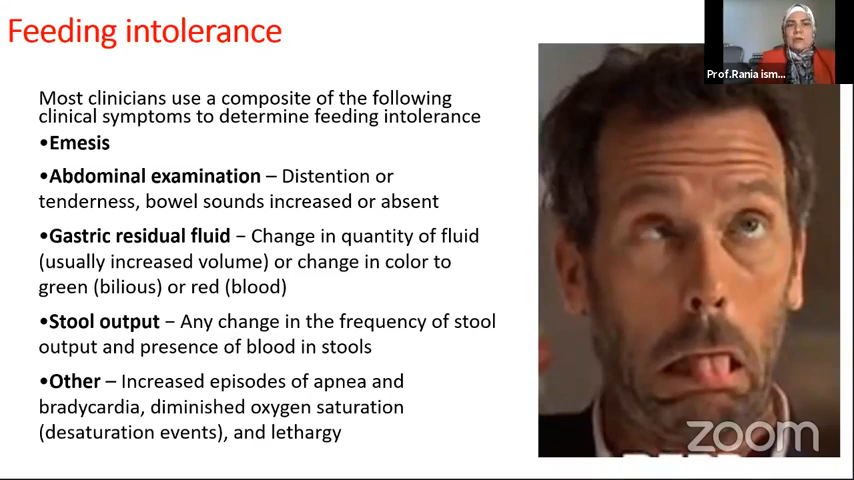 Feeding intolerance
Prof.Rania ism...
Most clinicians use a composite of the following
clinical symptoms to determine feeding intolerance
•Emesis
•Abdominal examination – Distention or
tenderness, bowel sounds increased or absent
•Gastric residual fluid − Change in quantity of fluid
(usually increased volume) or change in color to
green (bilious) or red (blood)
•Stool output − Any change in the frequency of stool
output and presence of blood in stools
•Other – Increased episodes of apnea and
bradycardia, diminished oxygen saturation
(desaturation events), and lethargy
zoom